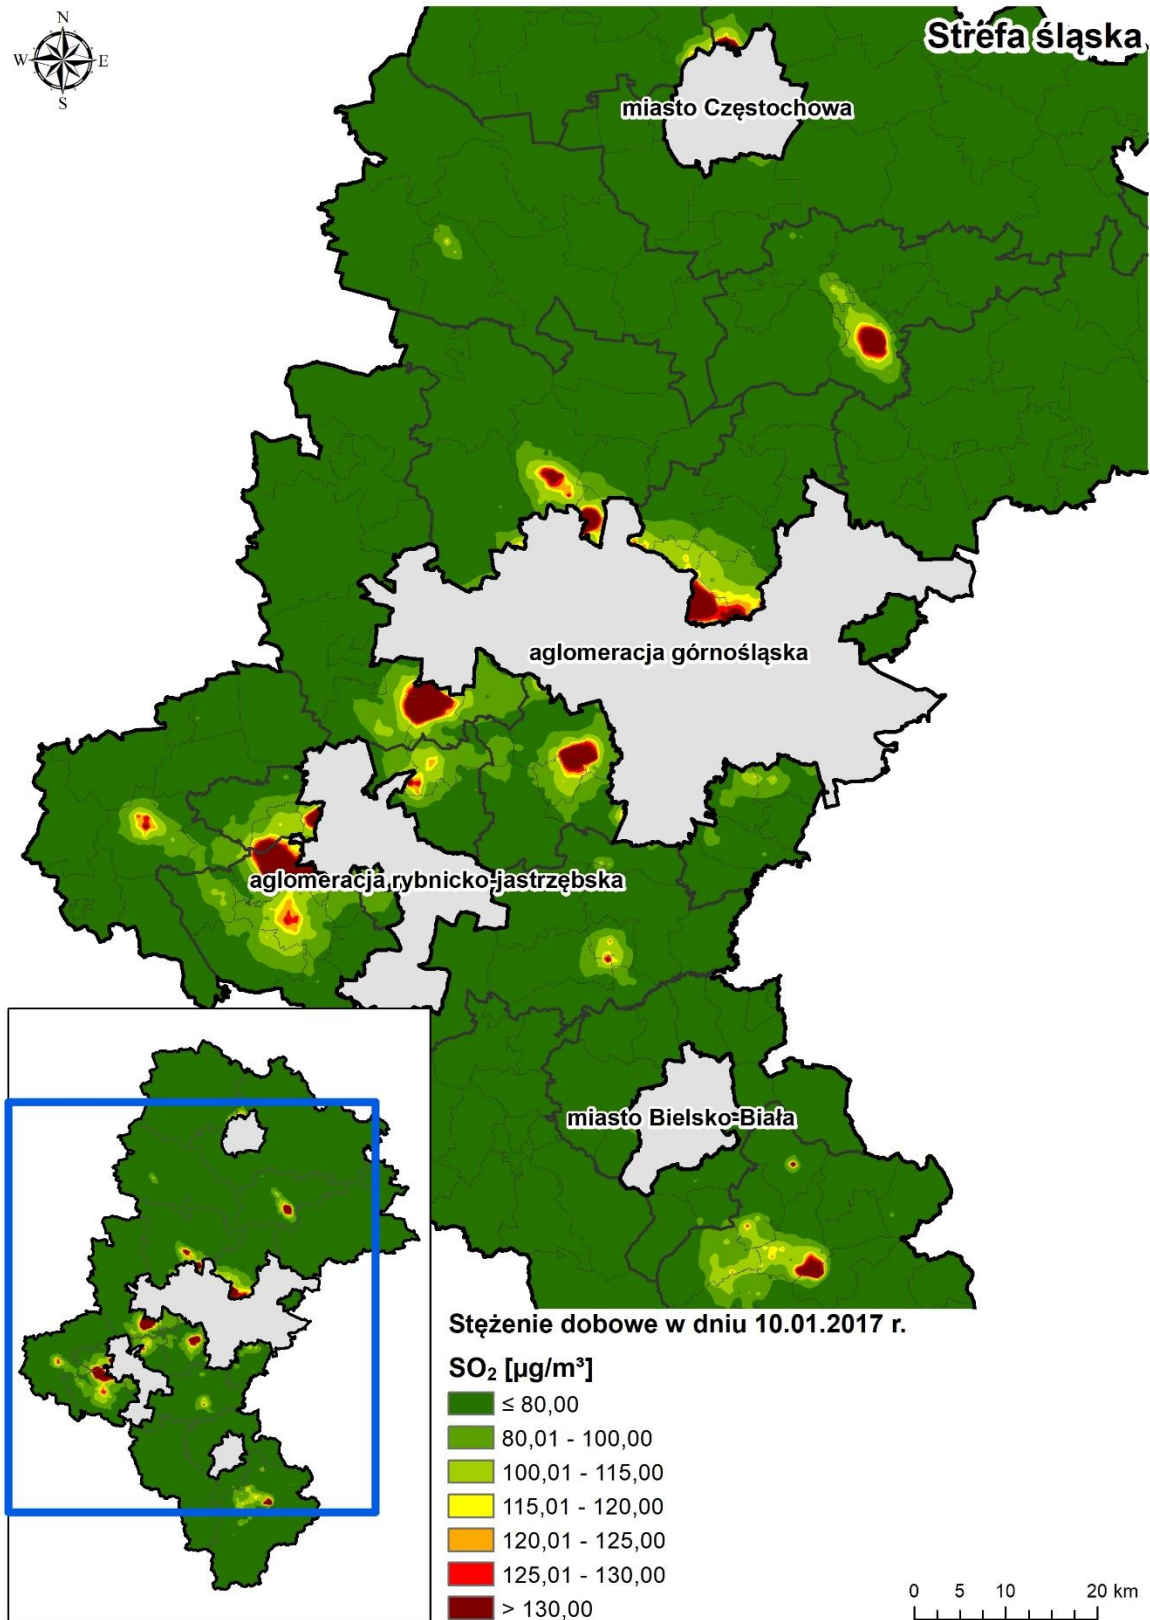 N
W E
S
Strefa śląska
miasto Częstochowa
aglomeracja górnośląska
aglomeracja rybnicko-jastrzębska
miasto Bielsko-Biała
Stężenie dobowe w dniu 10.01.2017 r.
SO₂ [µg/m³]
≤ 80,00
80,01 - 100,00
100,01 - 115,00
115,01 - 120,00
120,01 - 125,00
125,01 - 130,00
> 130,00
0 5 10 20 km